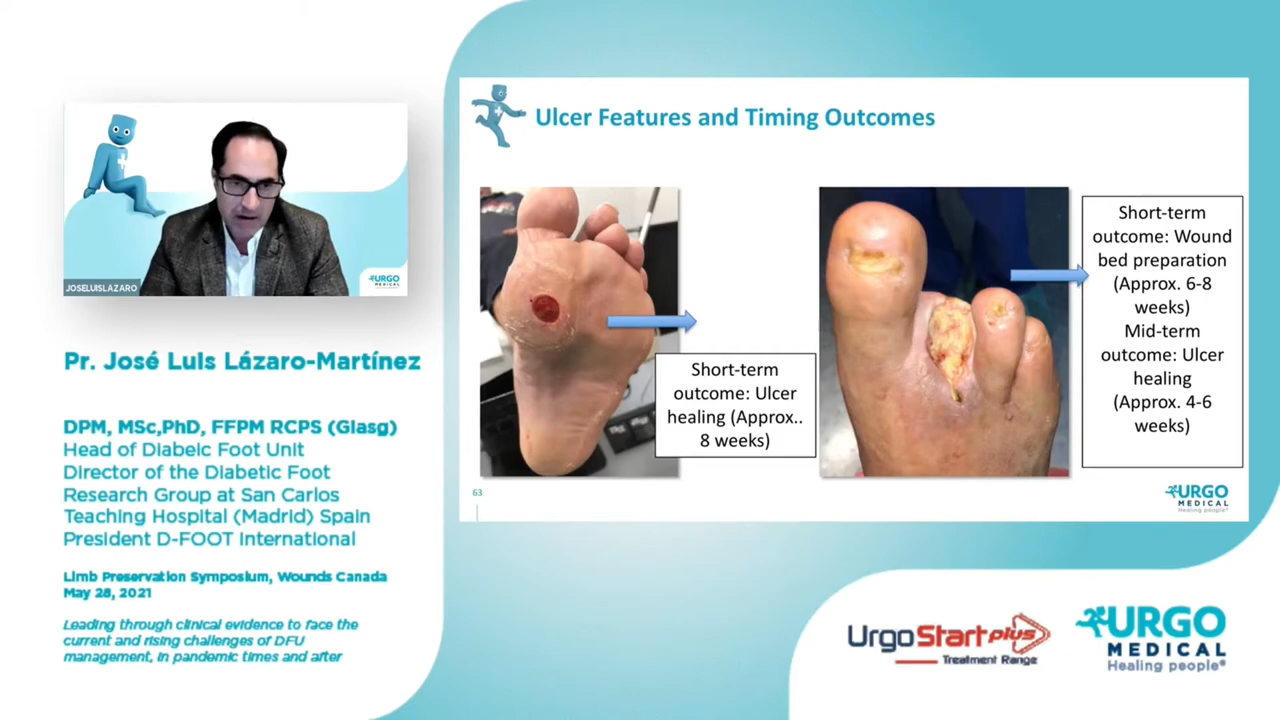 JOSELUISLAZARO
URGO
MEDICAL
Pr. José Luis Lázaro-Martínez
DPM, MSc,PhD, FFPM RCPS (Glasg)
Head of Diabeic Foot Unit
Director of the Diabetic Foot
Research Group at San Carlos
Teaching Hospital (Madrid) Spain
President D-FOOT International
Limb Preservation Symposium, Wounds Canada
May 28, 2021
Leading through clinical evidence to face the
current and rising challenges of DFU
management, in pandemic times and after
Ulcer Features and Timing Outcomes
Short-term
outcome: Ulcer
healing (Approx..
8 weeks)
Short-term
outcome: Wound
bed preparation
(Approx. 6-8
weeks)
Mid-term
outcome: Ulcer
healing
(Approx. 4-6
weeks)
63
URGO
MEDICAL
Healing people®
UrgoStart plus
Treatment Range
URGO
MEDICAL
Healing people®